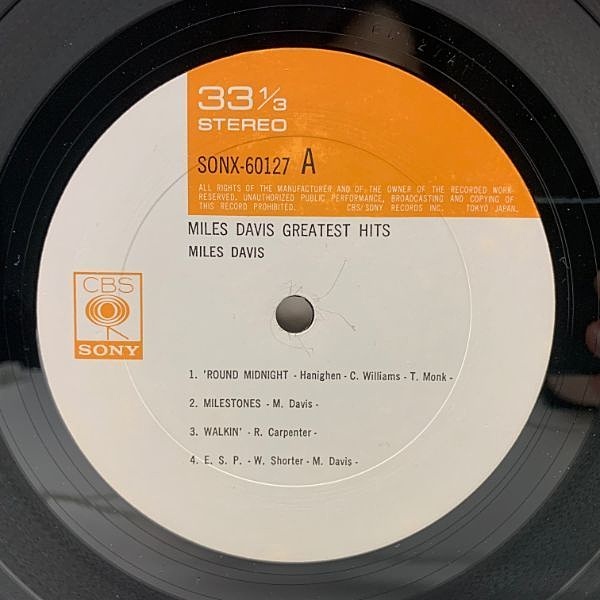 33 1/3
STEREO
SONX-60127 A
ALL RIGHTS OF THE MANUFACTURER AND OF THE OWNER OF THE RECORDED WORK
RESERVED. UNAUTHORIZED PUBLIC PERFORMANCE, BROADCASTING AND COPYING OF
THIS RECORD PROHIBITED. CBS/SONY RECORDS INC. TOKYO JAPAN.
MILES DAVIS GREATEST HITS
MILES DAVIS
CBS
SONY
1. 'ROUND MIDNIGHT - Hanighen - C. Williams - T. Monk -
2. MILESTONES - M. Davis -
3. WALKIN' - R. Carpenter -
4. E. S. P. - W. Shorter - M. Davis -